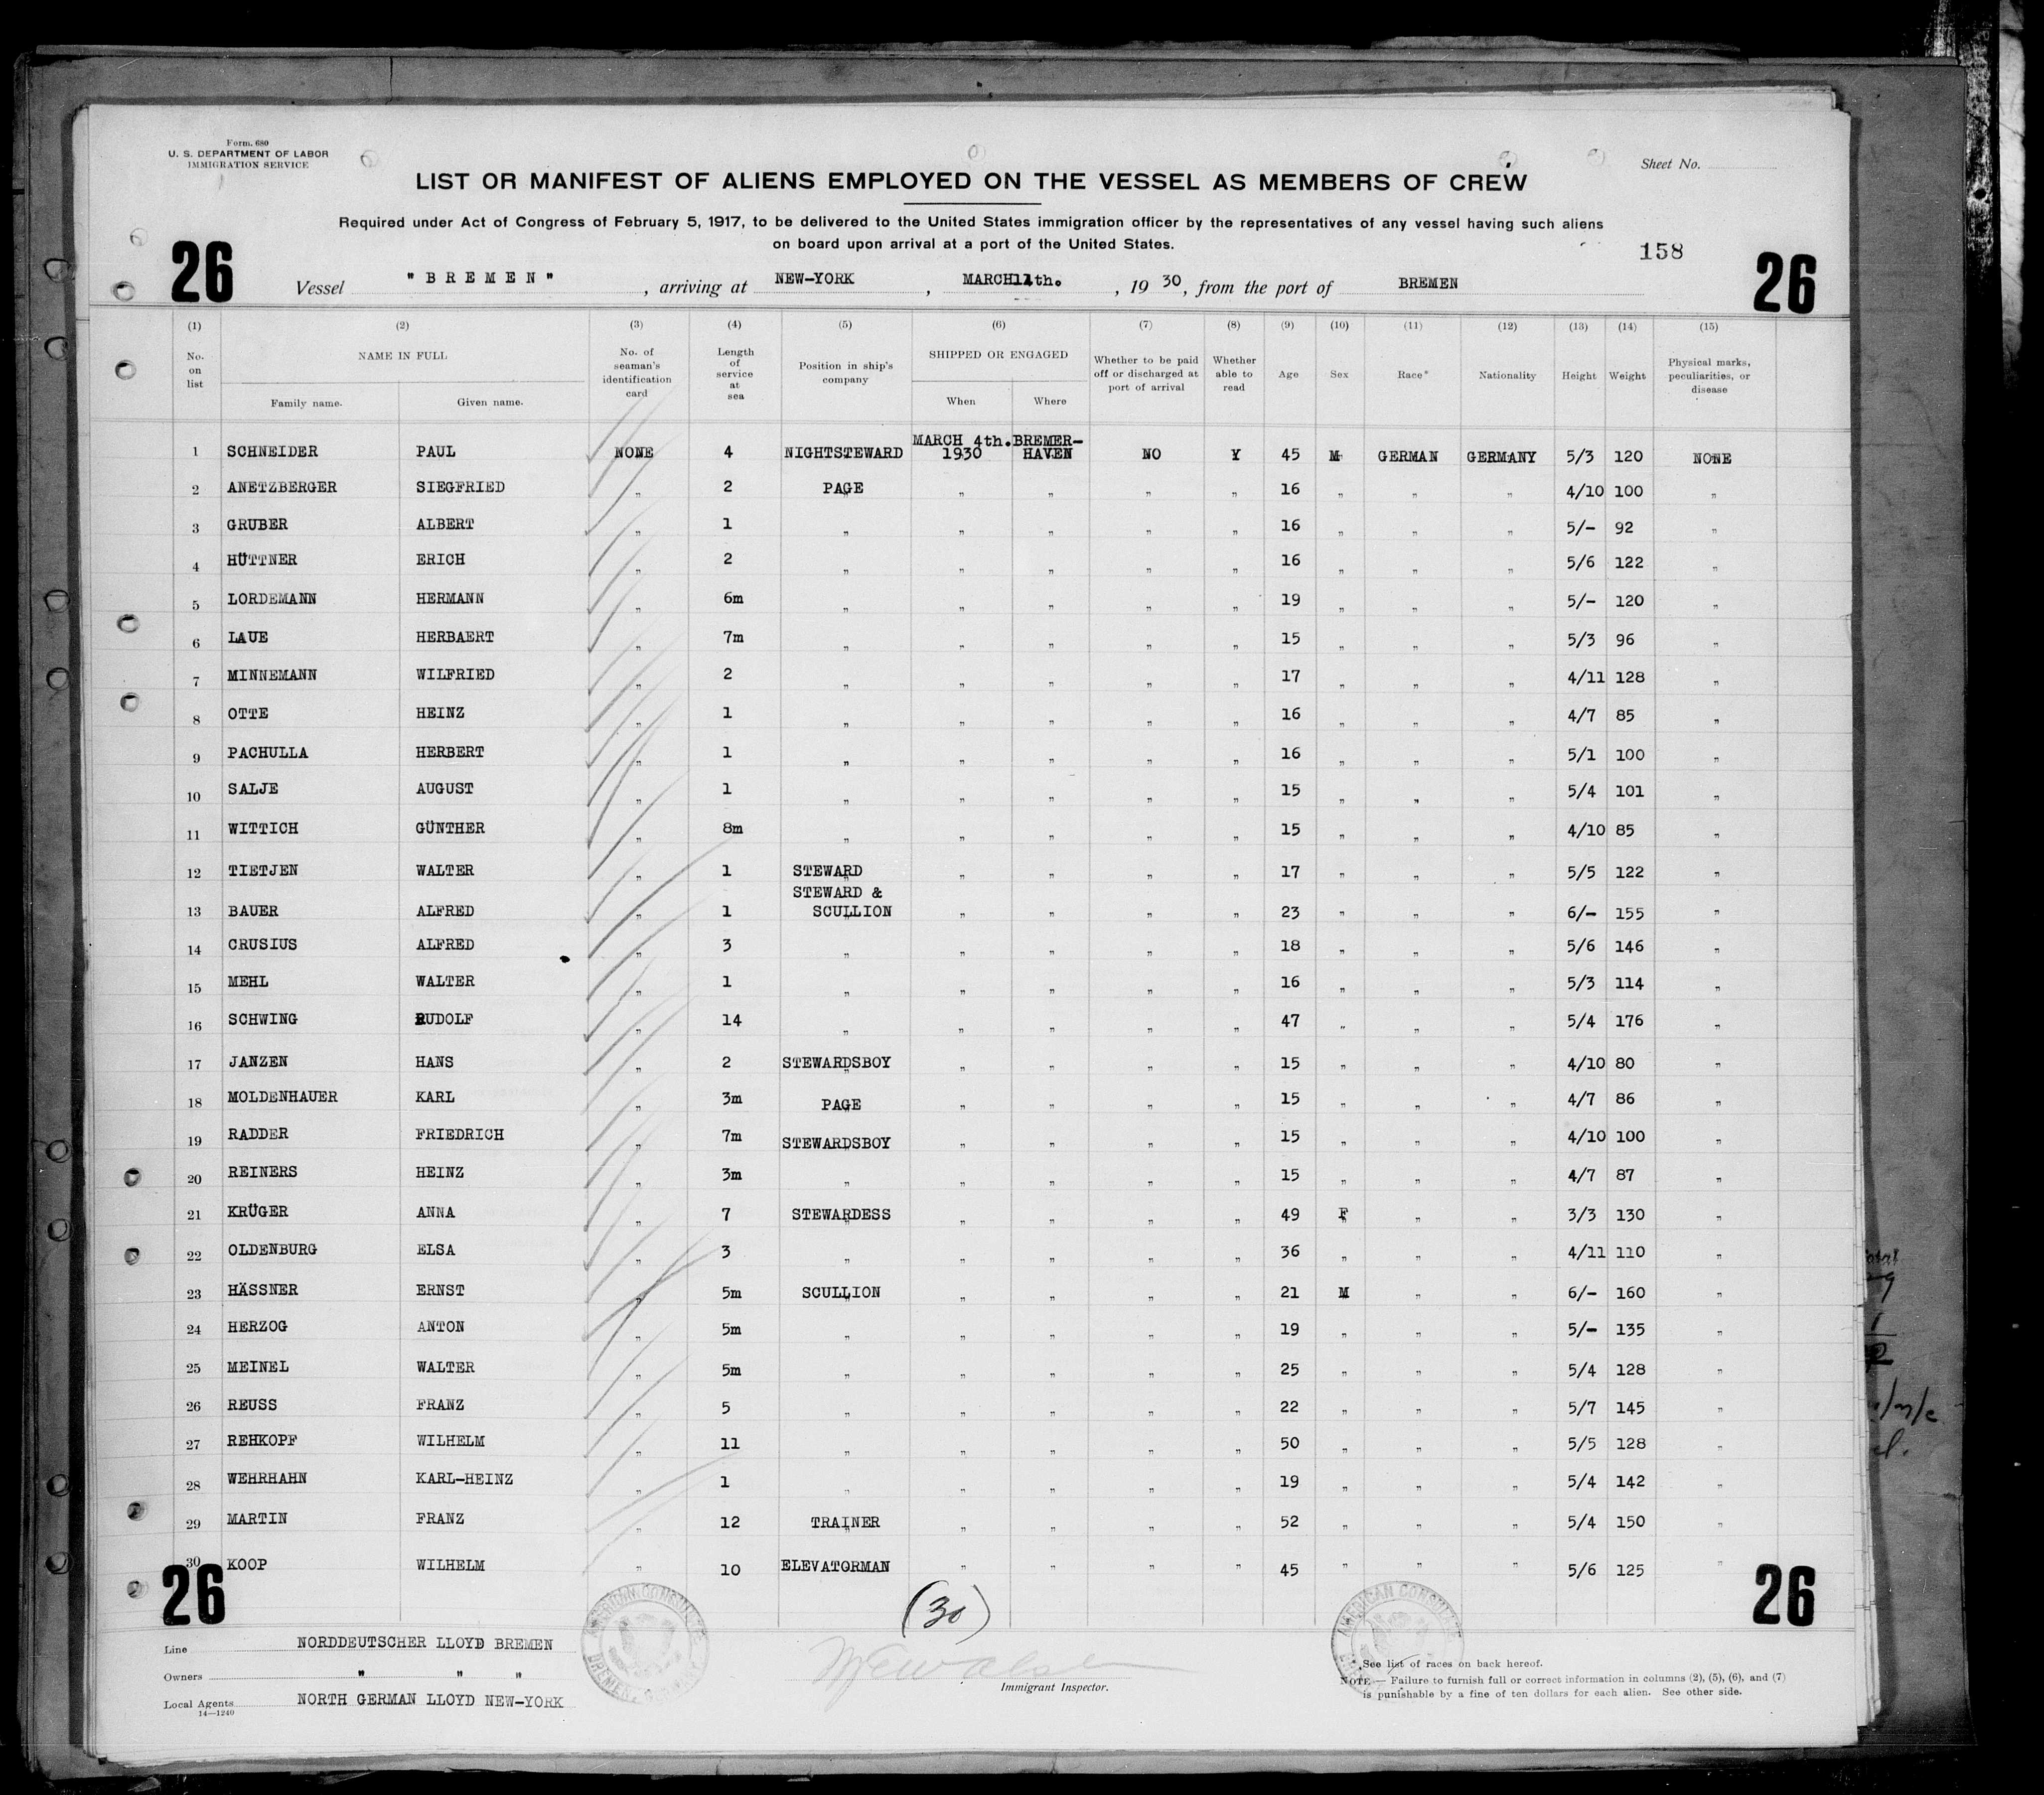 Form. 680
U. S. DEPARTMENT OF LABOR
IMMIGRATION SERVICE
Sheet No.
LIST OR MANIFEST OF ALIENS EMPLOYED ON THE VESSEL AS MEMBERS OF CREW
Required under Act of Congress of February 5, 1917, to be delivered to the United States immigration officer by the representatives of any vessel having such aliens
on board upon arrival at a port of the United States.
158
26 26
Vessel "BREMEN", arriving at NEW-YORK, MARCH 11th., 1930, from the port of BREMEN
(1) (2) (3) (4) (5) (6) (7) (8) (9) (10) (11) (12) (13) (14) (15)
No. on list NAME IN FULL Family name. Given name. No. of seaman's identification card Length of service at sea Position in ship's company SHIPPED OR ENGAGED When Where Whether to be paid off or discharged at port of arrival Whether able to read Age Sex Race* Nationality Height Weight Physical marks, peculiarities, or disease
1 SCHNEIDER PAUL NONE 4 NIGHTSTEWARD MARCH 4th. 1930 BREMER-HAVEN NO Y 45 M GERMAN GERMANY 5/3 120 NONE
2 ANETZBERGER SIEGFRIED " 2 PAGE " " " " 16 " " " 4/10 100 "
3 GRUBER ALBERT " 1 " " " " " 16 " " " 5/- 92 "
4 HÜTTNER ERICH " 2 " " " " " 16 " " " 5/6 122 "
5 LORDEMANN HERMANN " 6m " " " " " 19 " " " 5/- 120 "
6 LAUE HERBAERT " 7m " " " " " 15 " " " 5/3 96 "
7 MINNEMANN WILFRIED " 2 " " " " " 17 " " " 4/11 128 "
8 OTTE HEINZ " 1 " " " " " 16 " " " 4/7 85 "
9 PACHULLA HERBERT " 1 " " " " " 16 " " " 5/1 100 "
10 SALJE AUGUST " 1 " " " " " 15 " " " 5/4 101 "
11 WITTICH GÜNTHER " 8m " " " " " 15 " " " 4/10 85 "
12 TIETJEN WALTER " 1 STEWARD " " " " 17 " " " 5/5 122 "
13 BAUER ALFRED " 1 STEWARD & SCULLION " " " " 23 " " " 6/- 155 "
14 CRUSIUS ALFRED " 3 " " " " " 18 " " " 5/6 146 "
15 MEHL WALTER " 1 " " " " " 16 " " " 5/3 114 "
16 SCHWING RUDOLF " 14 " " " " " 47 " " " 5/4 176 "
17 JANZEN HANS " 2 STEWARDSBOY " " " " 15 " " " 4/10 80 "
18 MOLDENHAUER KARL " 3m PAGE " " " " 15 " " " 4/7 86 "
19 RADDER FRIEDRICH " 7m STEWARDSBOY " " " " 15 " " " 4/10 100 "
20 REINERS HEINZ " 3m " " " " " 15 " " " 4/7 87 "
21 KRÜGER ANNA " 7 STEWARDESS " " " " 49 F " " 3/3 130 "
22 OLDENBURG ELSA " 3 " " " " " 36 " " " 4/11 110 "
23 HÄSSNER ERNST " 5m SCULLION " " " " 21 M " " 6/- 160 "
24 HERZOG ANTON " 5m " " " " " 19 " " " 5/- 135 "
25 MEINEL WALTER " 5m " " " " " 25 " " " 5/4 128 "
26 REUSS FRANZ " 5 " " " " " 22 " " " 5/7 145 "
27 REHKOPF WILHELM " 11 " " " " " 50 " " " 5/5 128 "
28 WEHRHAHN KARL-HEINZ " 1 " " " " " 19 " " " 5/4 142 "
29 MARTIN FRANZ " 12 TRAINER " " " " 52 " " " 5/4 150 "
30 KOOP WILHELM " 10 ELEVATORMAN " " " " 45 " " " 5/6 125 "
26 26
(30)
Line NORDDEUTSCHER LLOYD BREMEN
Owners " " "
Local Agents NORTH GERMAN LLOYD NEW-YORK
14—1240
AMERICAN CONSULATE
Immigrant Inspector.
AMERICAN CONSULATE
See list of races on back hereof.
NOTE.—Failure to furnish full or correct information in columns (2), (5), (6), and (7)
is punishable by a fine of ten dollars for each alien. See other side.